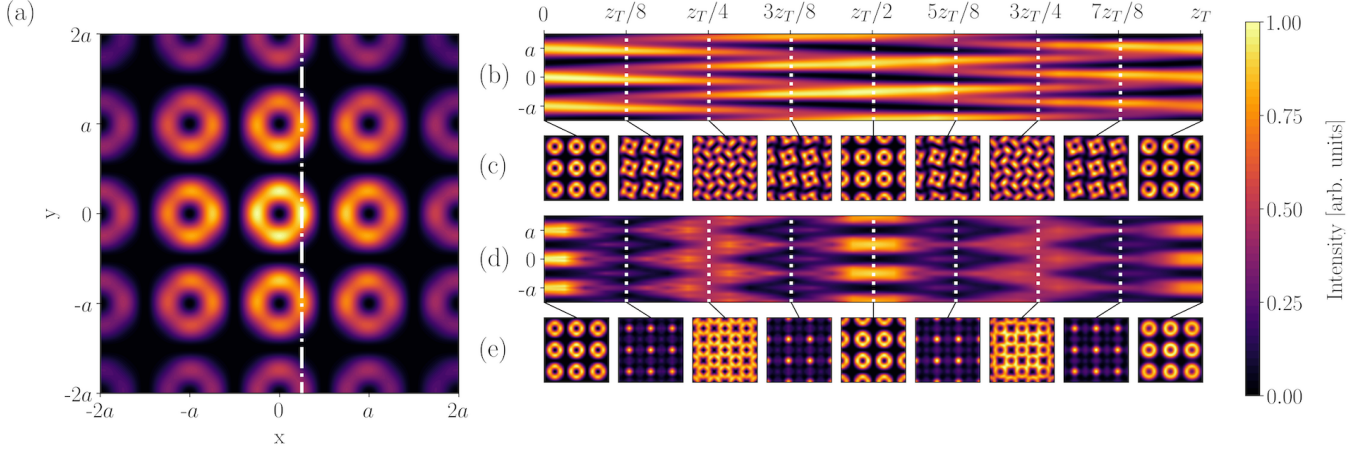 (a)
2a
a
0
-a
-2a
y
-2a -a 0 a 2a
x
0 z_T/8 z_T/4 3z_T/8 z_T/2 5z_T/8 3z_T/4 7z_T/8 z_T
(b)
a
0
-a
(c)
(d)
a
0
-a
(e)
1.00
0.75
0.50
0.25
0.00
Intensity [arb. units]